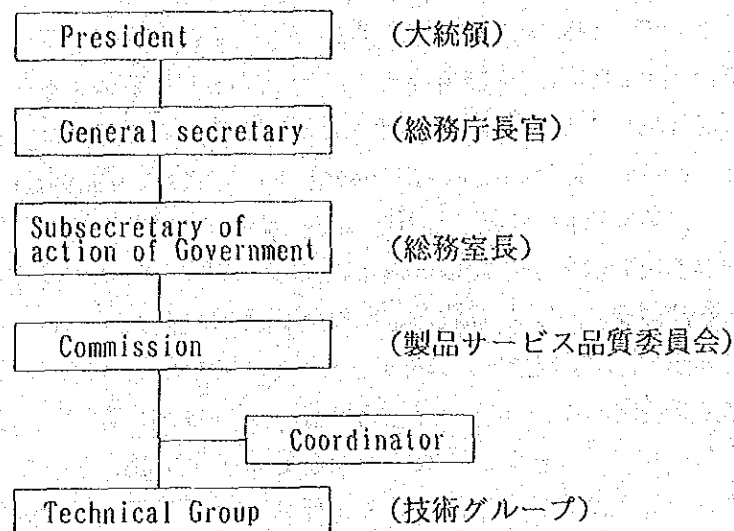 President (大統領)
General secretary (総務庁長官)
Subsecretary of
action of Government (総務室長)
Commission (製品サービス品質委員会)
Coordinator
Technical Group (技術グループ)